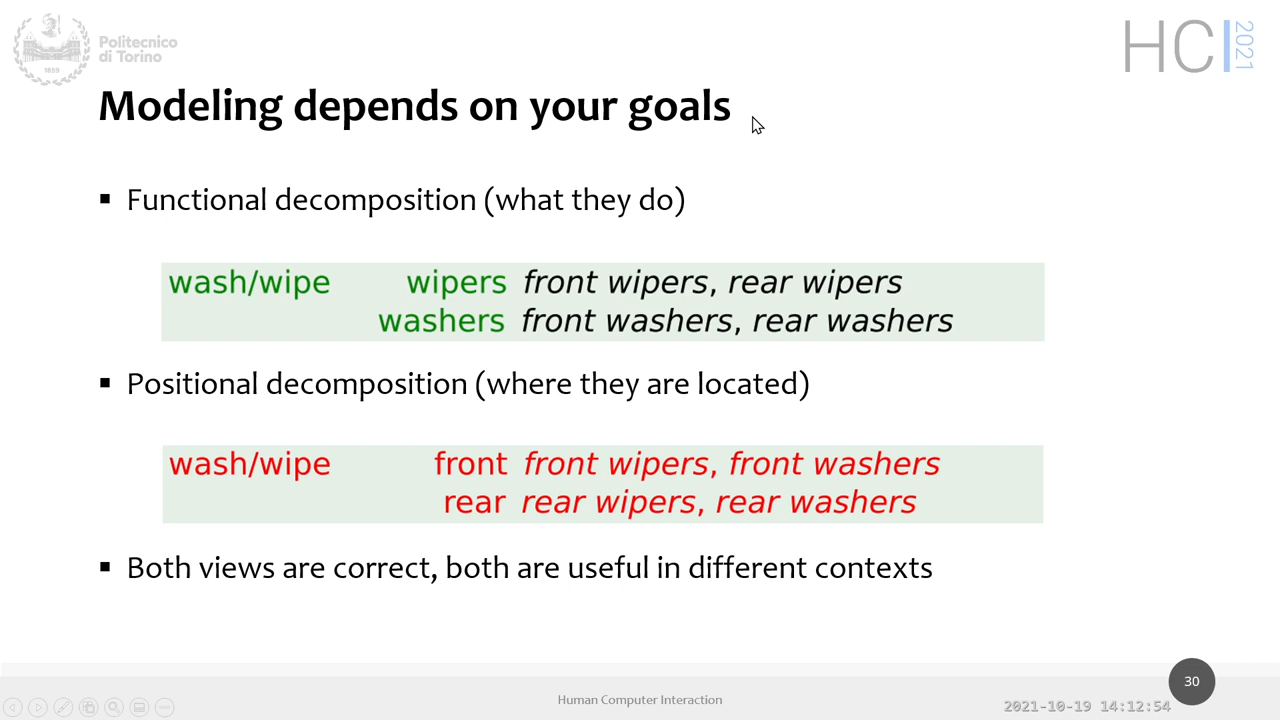 Politecnico
di Torino
1859
HCI 2021
Modeling depends on your goals
▪ Functional decomposition (what they do)
wash/wipe wipers front wipers, rear wipers
washers front washers, rear washers
▪ Positional decomposition (where they are located)
wash/wipe front front wipers, front washers
rear rear wipers, rear washers
▪ Both views are correct, both are useful in different contexts
30
Human Computer Interaction
2021-10-19 14:12:54